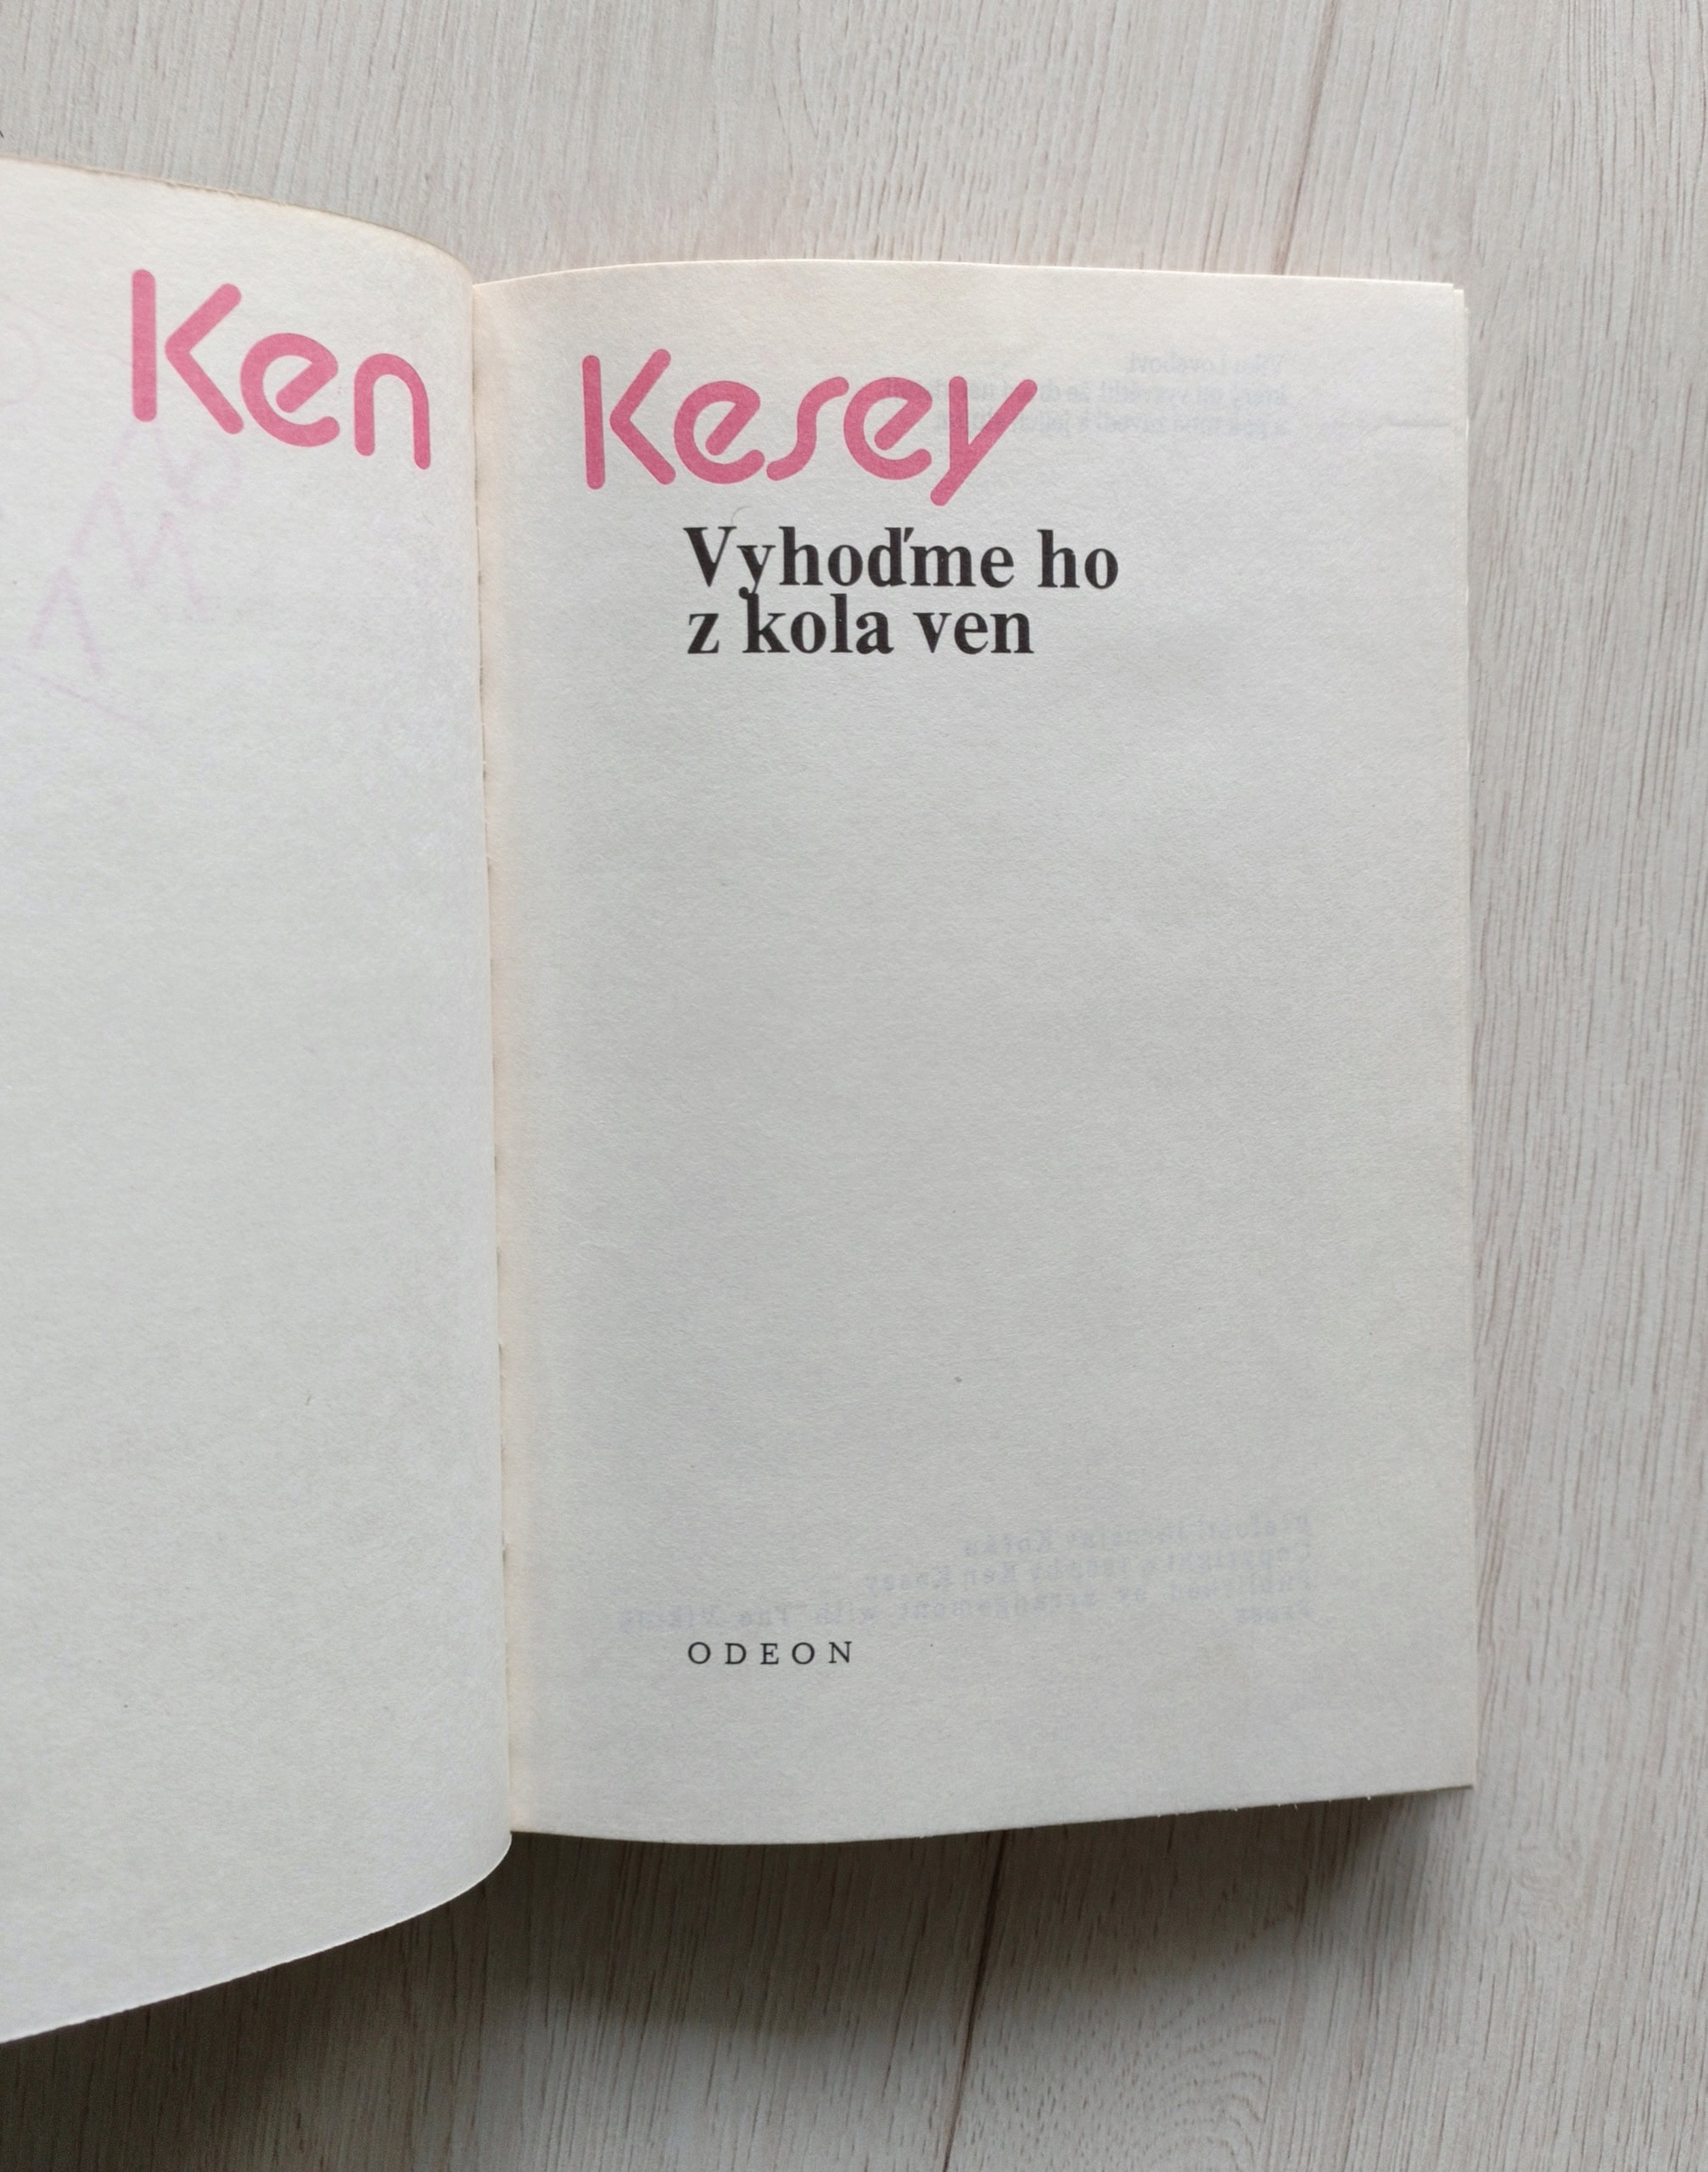 Ken Kesey
Vyhoďme ho
z kola ven
ODEON